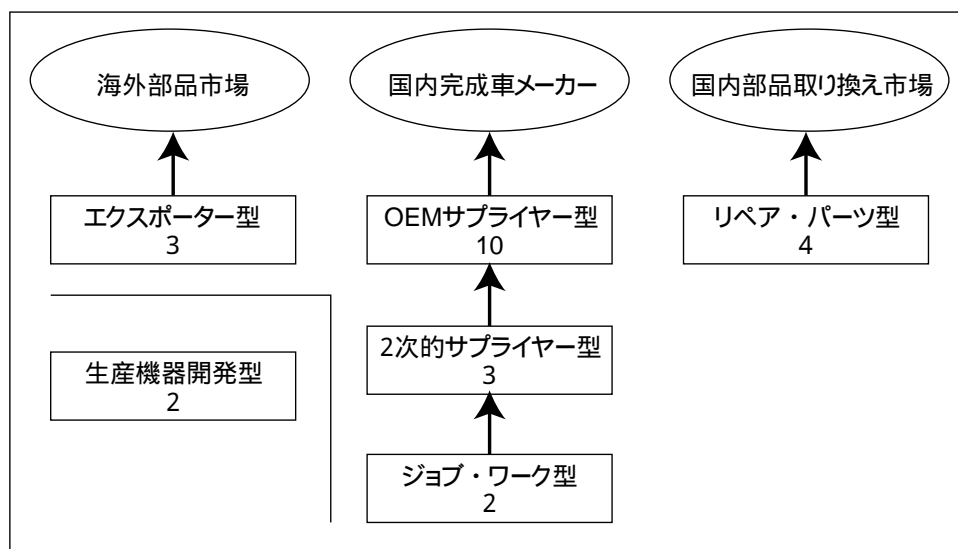 海外部品市場
国内完成車メーカー
国内部品取り換え市場
エクスポーター型
3
OEMサプライヤー型
10
リペア・パーツ型
4
生産機器開発型
2
2次的サプライヤー型
3
ジョブ・ワーク型
2